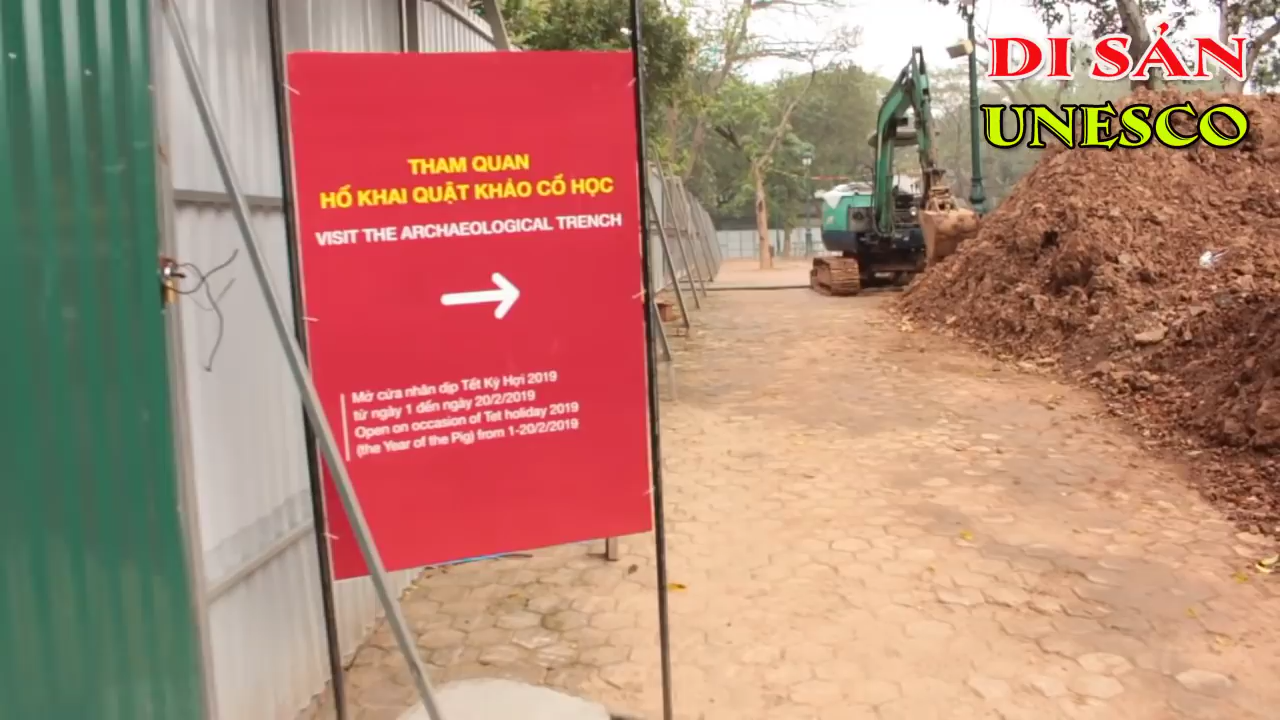 DI SẢN
UNESCO
THAM QUAN
HỐ KHAI QUẬT KHẢO CỔ HỌC
VISIT THE ARCHAEOLOGICAL TRENCH
Mở cửa nhân dịp Tết Kỷ Hợi 2019
từ ngày 1 đến ngày 20/2/2019
Open on occasion of Tet holiday 2019
(the Year of the Pig) from 1-20/2/2019